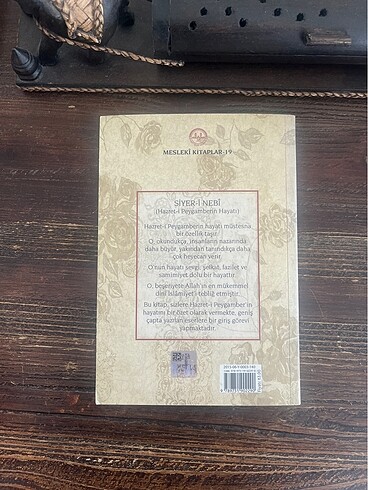 MESLEKİ KİTAPLAR-19
SİYER-İ NEBİ
(Hazret-i Peygamberin Hayatı)
Hazret-i Peygamberin hayatı müstesna
bir özellik taşır.
O, okundukça, insanların nazarında
daha büyür, yakından tanındıkça daha
çok heyecan verir.
O'nun hayatı sevgi, şefkat, fazilet ve
samimiyet dolu bir hayattır.
O, beşeriyete Allah'ın en mükemmel
dini İslâmiyet'i tebliğ etmiştir.
Bu kitap, sizlere Hazret-i Peygamber'in
hayatını bir özet olarak vermekte, geniş
çapta yazılan eserlere bir giriş görevi
yapmaktadır.